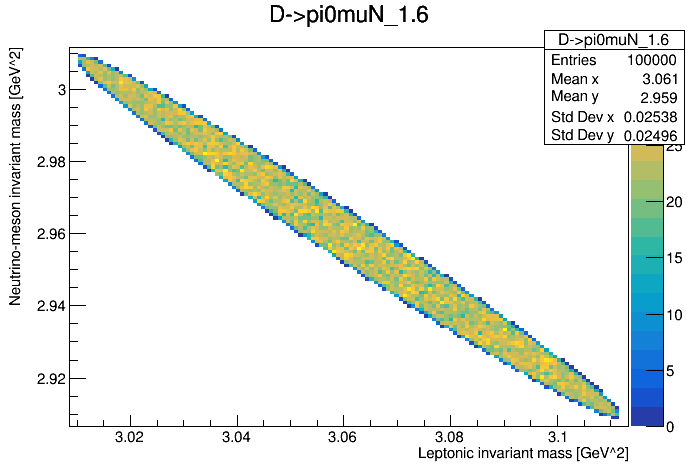 D->pi0muN_1.6
D->pi0muN_1.6
Entries 100000
Mean x 3.061
Mean y 2.959
Std Dev x 0.02538
Std Dev y 0.02496
Neutrino-meson invariant mass [GeV^2]
3
2.98
2.96
2.94
2.92
25
20
15
10
5
0
3.02 3.04 3.06 3.08 3.1
Leptonic invariant mass [GeV^2]